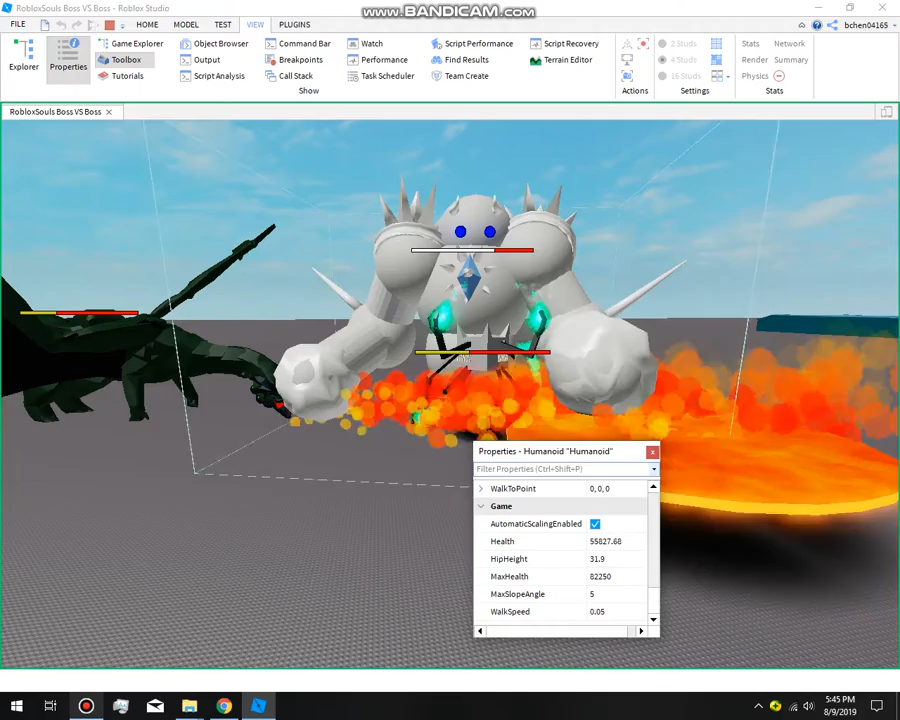 RobloxSouls Boss VS Boss - Roblox Studio
www.BANDICAM.com
FILE HOME MODEL TEST VIEW PLUGINS bchen04165
Explorer
Properties
Game Explorer
Toolbox
Tutorials
Object Browser
Output
Script Analysis
Command Bar
Breakpoints
Call Stack
Watch
Performance
Task Scheduler
Script Performance
Find Results
Team Create
Script Recovery
Terrain Editor
Show
Actions
2 Studs
4 Studs
16 Studs
Settings
Stats Network
Render Summary
Physics
Stats
RobloxSouls Boss VS Boss
Properties - Humanoid "Humanoid"
Filter Properties (Ctrl+Shift+P)
WalkToPoint 0,0,0
Game
AutomaticScalingEnabled
Health 55827.68
HipHeight 31.9
MaxHealth 82250
MaxSlopeAngle 5
WalkSpeed 0.05
5:45 PM
8/9/2019